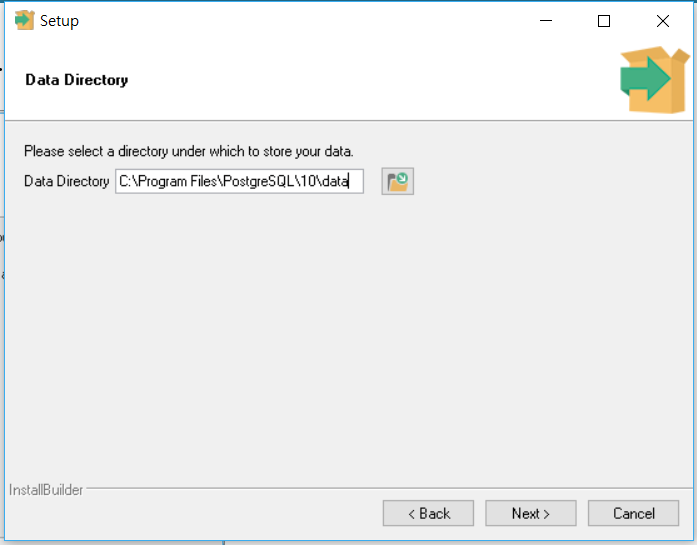 Setup
Data Directory
Please select a directory under which to store your data.
Data Directory C:\Program Files\PostgreSQL\10\data
InstallBuilder
< Back Next > Cancel